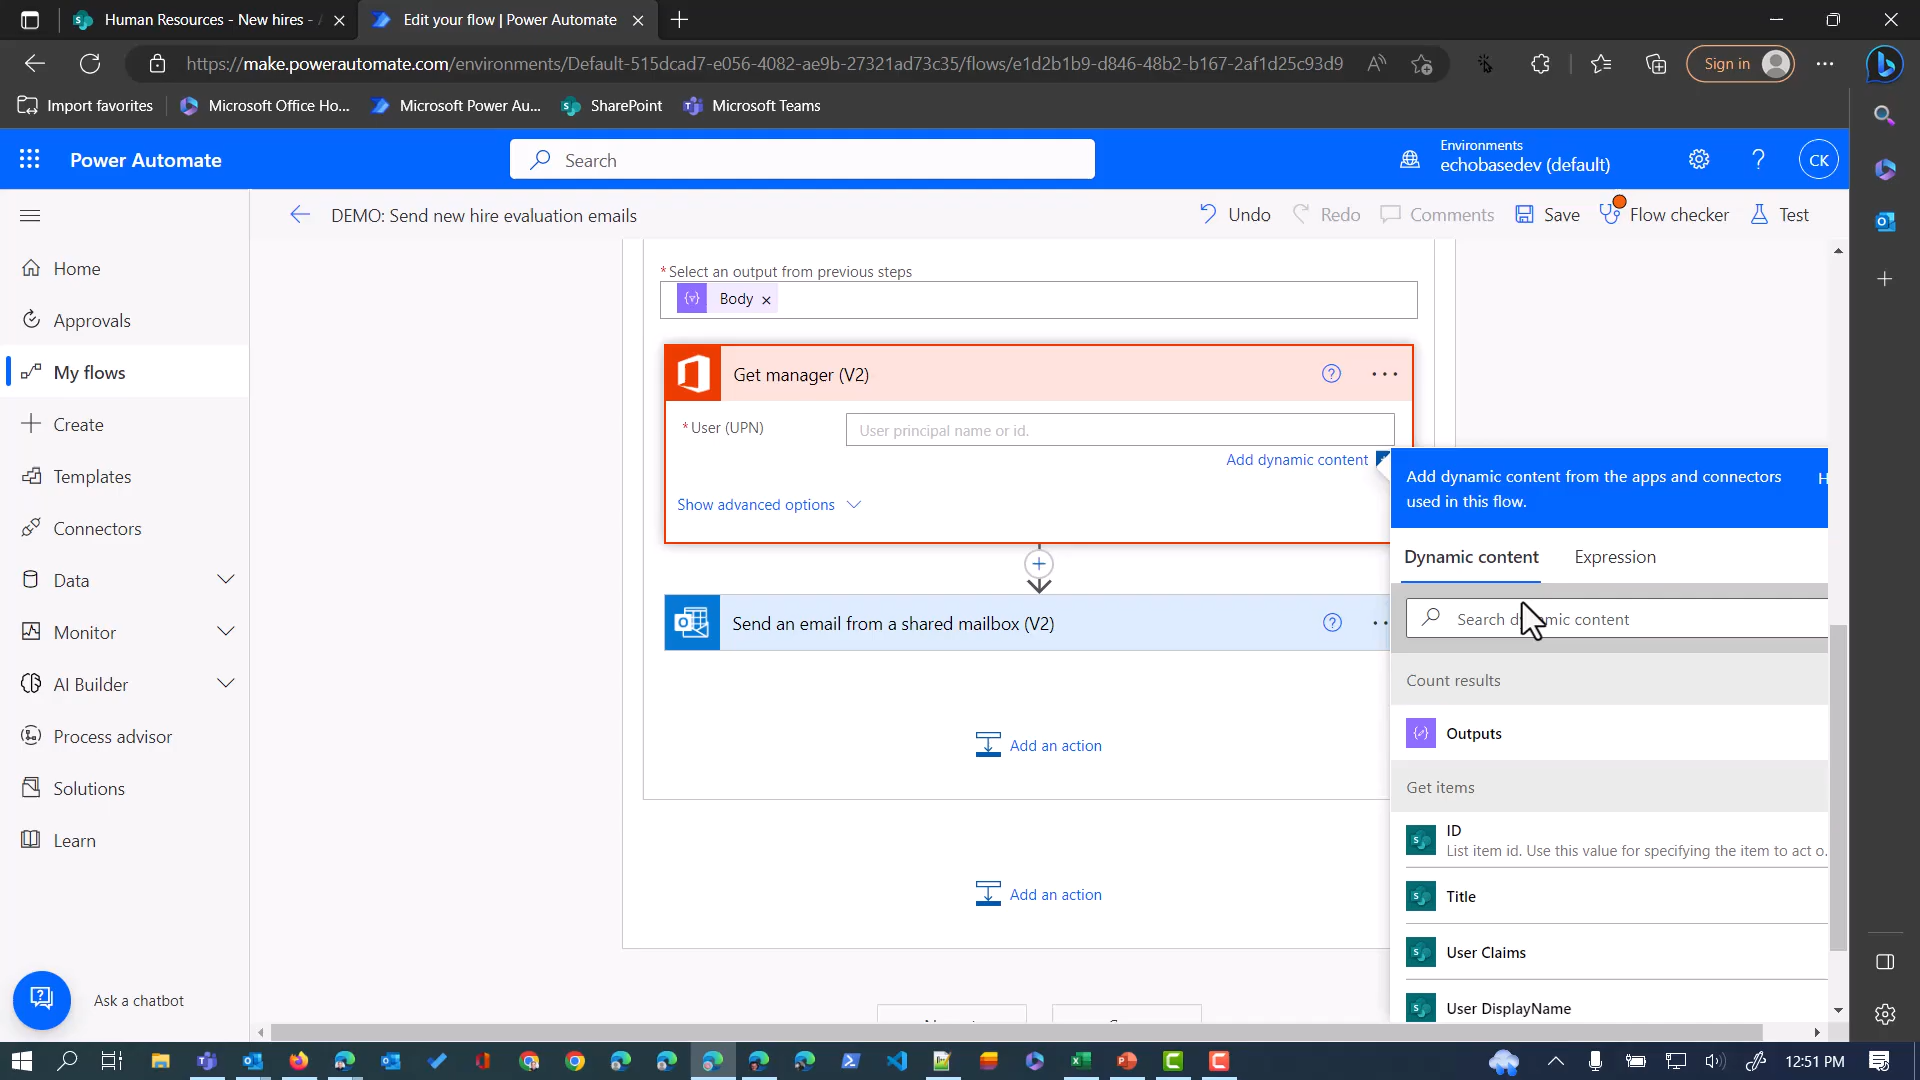 Human Resources - New hires - /
Edit your flow | Power Automate
https://make.powerautomate.com/environments/Default-515dcad7-e056-4082-ae9b-27321ad73c35/flows/e1d2b1b9-d846-48b2-b167-2af1d25c93d9
Sign in
Import favorites
Microsoft Office Ho...
Microsoft Power Au...
SharePoint
Microsoft Teams
Power Automate
Search
Environments
echobasedev (default)
CK
DEMO: Send new hire evaluation emails
Undo
Redo
Comments
Save
Flow checker
Test
Home
Approvals
My flows
Create
Templates
Connectors
Data
Monitor
AI Builder
Process advisor
Solutions
Learn
Ask a chatbot
* Select an output from previous steps
Body
Get manager (V2)
* User (UPN)
User principal name or id.
Add dynamic content
Show advanced options
Send an email from a shared mailbox (V2)
Add an action
Add an action
Add dynamic content from the apps and connectors
used in this flow.
H
Dynamic content
Expression
Search dynamic content
Count results
Outputs
Get items
ID
List item id. Use this value for specifying the item to act o.
Title
User Claims
User DisplayName
12:51 PM